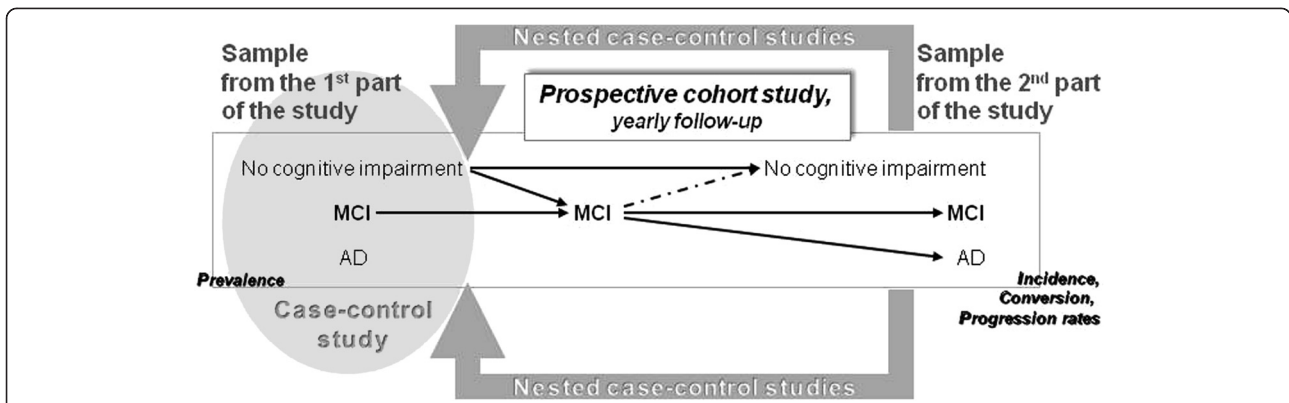 Nested case-control studies
Sample
from the 1st part
of the study
Sample
from the 2nd part
of the study
Prospective cohort study,
yearly follow-up
No cognitive impairment
No cognitive impairment
MCI
MCI
MCI
AD
AD
Prevalence
Incidence,
Conversion,
Progression rates
Case-control
study
Nested case-control studies